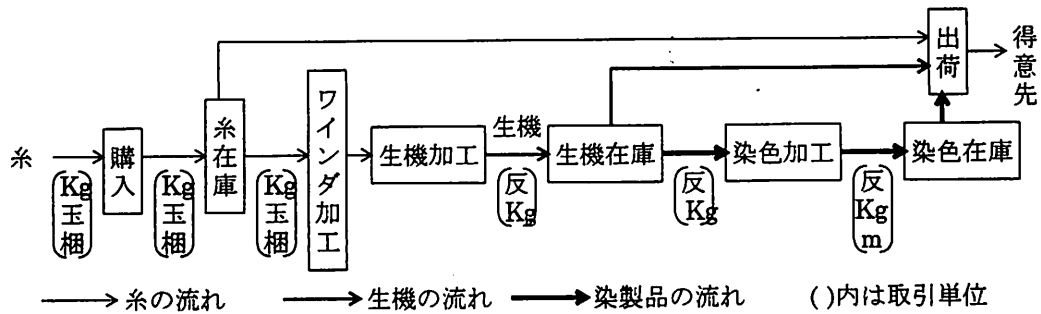 糸
(Kg
玉
梱)
購入
(Kg
玉
梱)
糸在庫
(Kg
玉
梱)
ワインダ加工
生機加工
生機
(反
Kg)
生機在庫
(反
Kg)
染色加工
(反
Kg
m)
染色在庫
出荷
得意先
糸の流れ
生機の流れ
染製品の流れ
( )内は取引単位